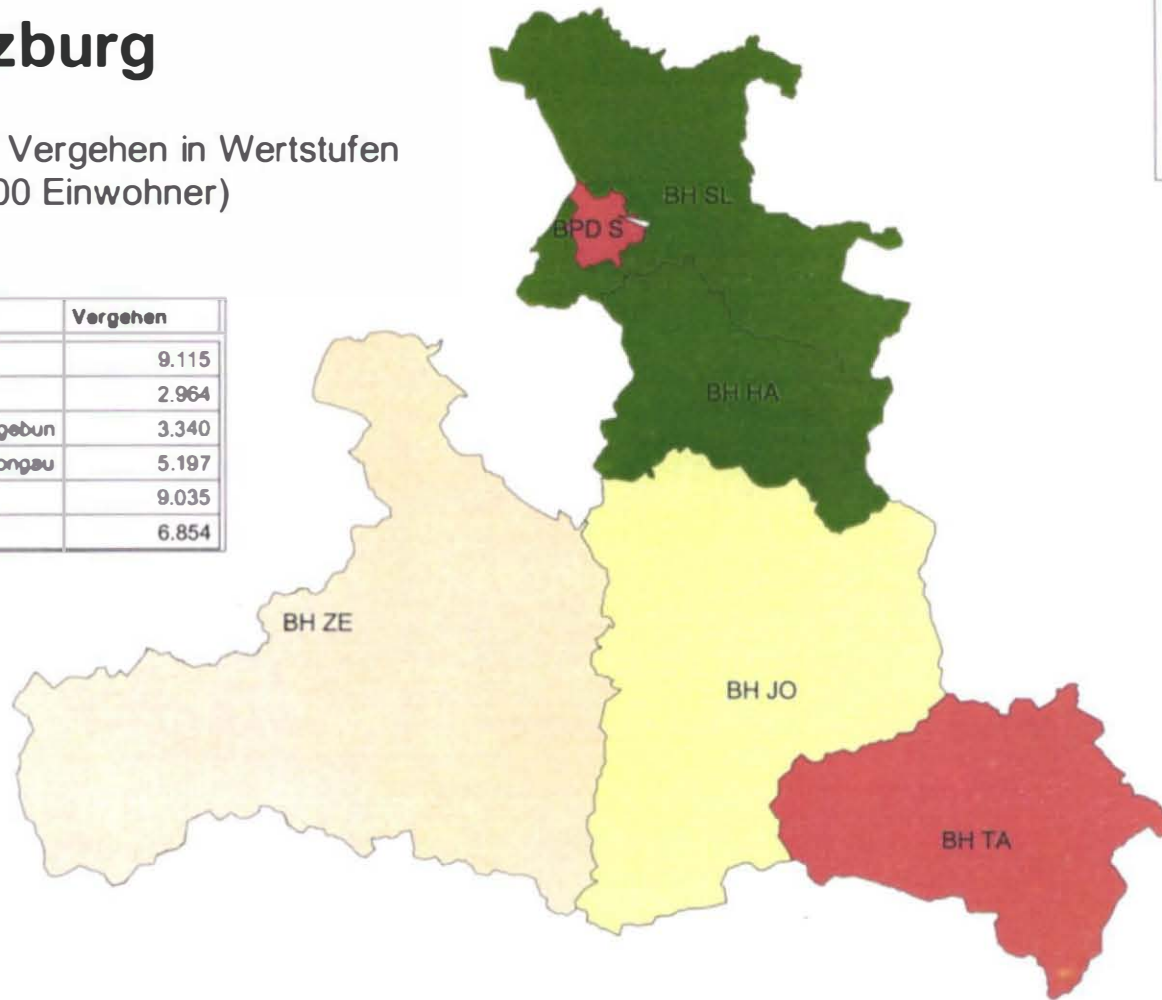 zburg
Vergehen in Wertstufen
00 Einwohner)
Vergehen
9.115
2.964
gebun 3.340
ongau 5.197
9.035
6.854
BH SL
BPD S
BH HA
BH ZE
BH JO
BH TA